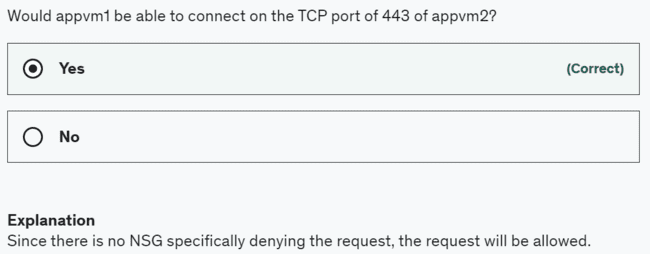 Would appvm1 be able to connect on the TCP port of 443 of appvm2?
Yes (Correct)
No
Explanation
Since there is no NSG specifically denying the request, the request will be allowed.